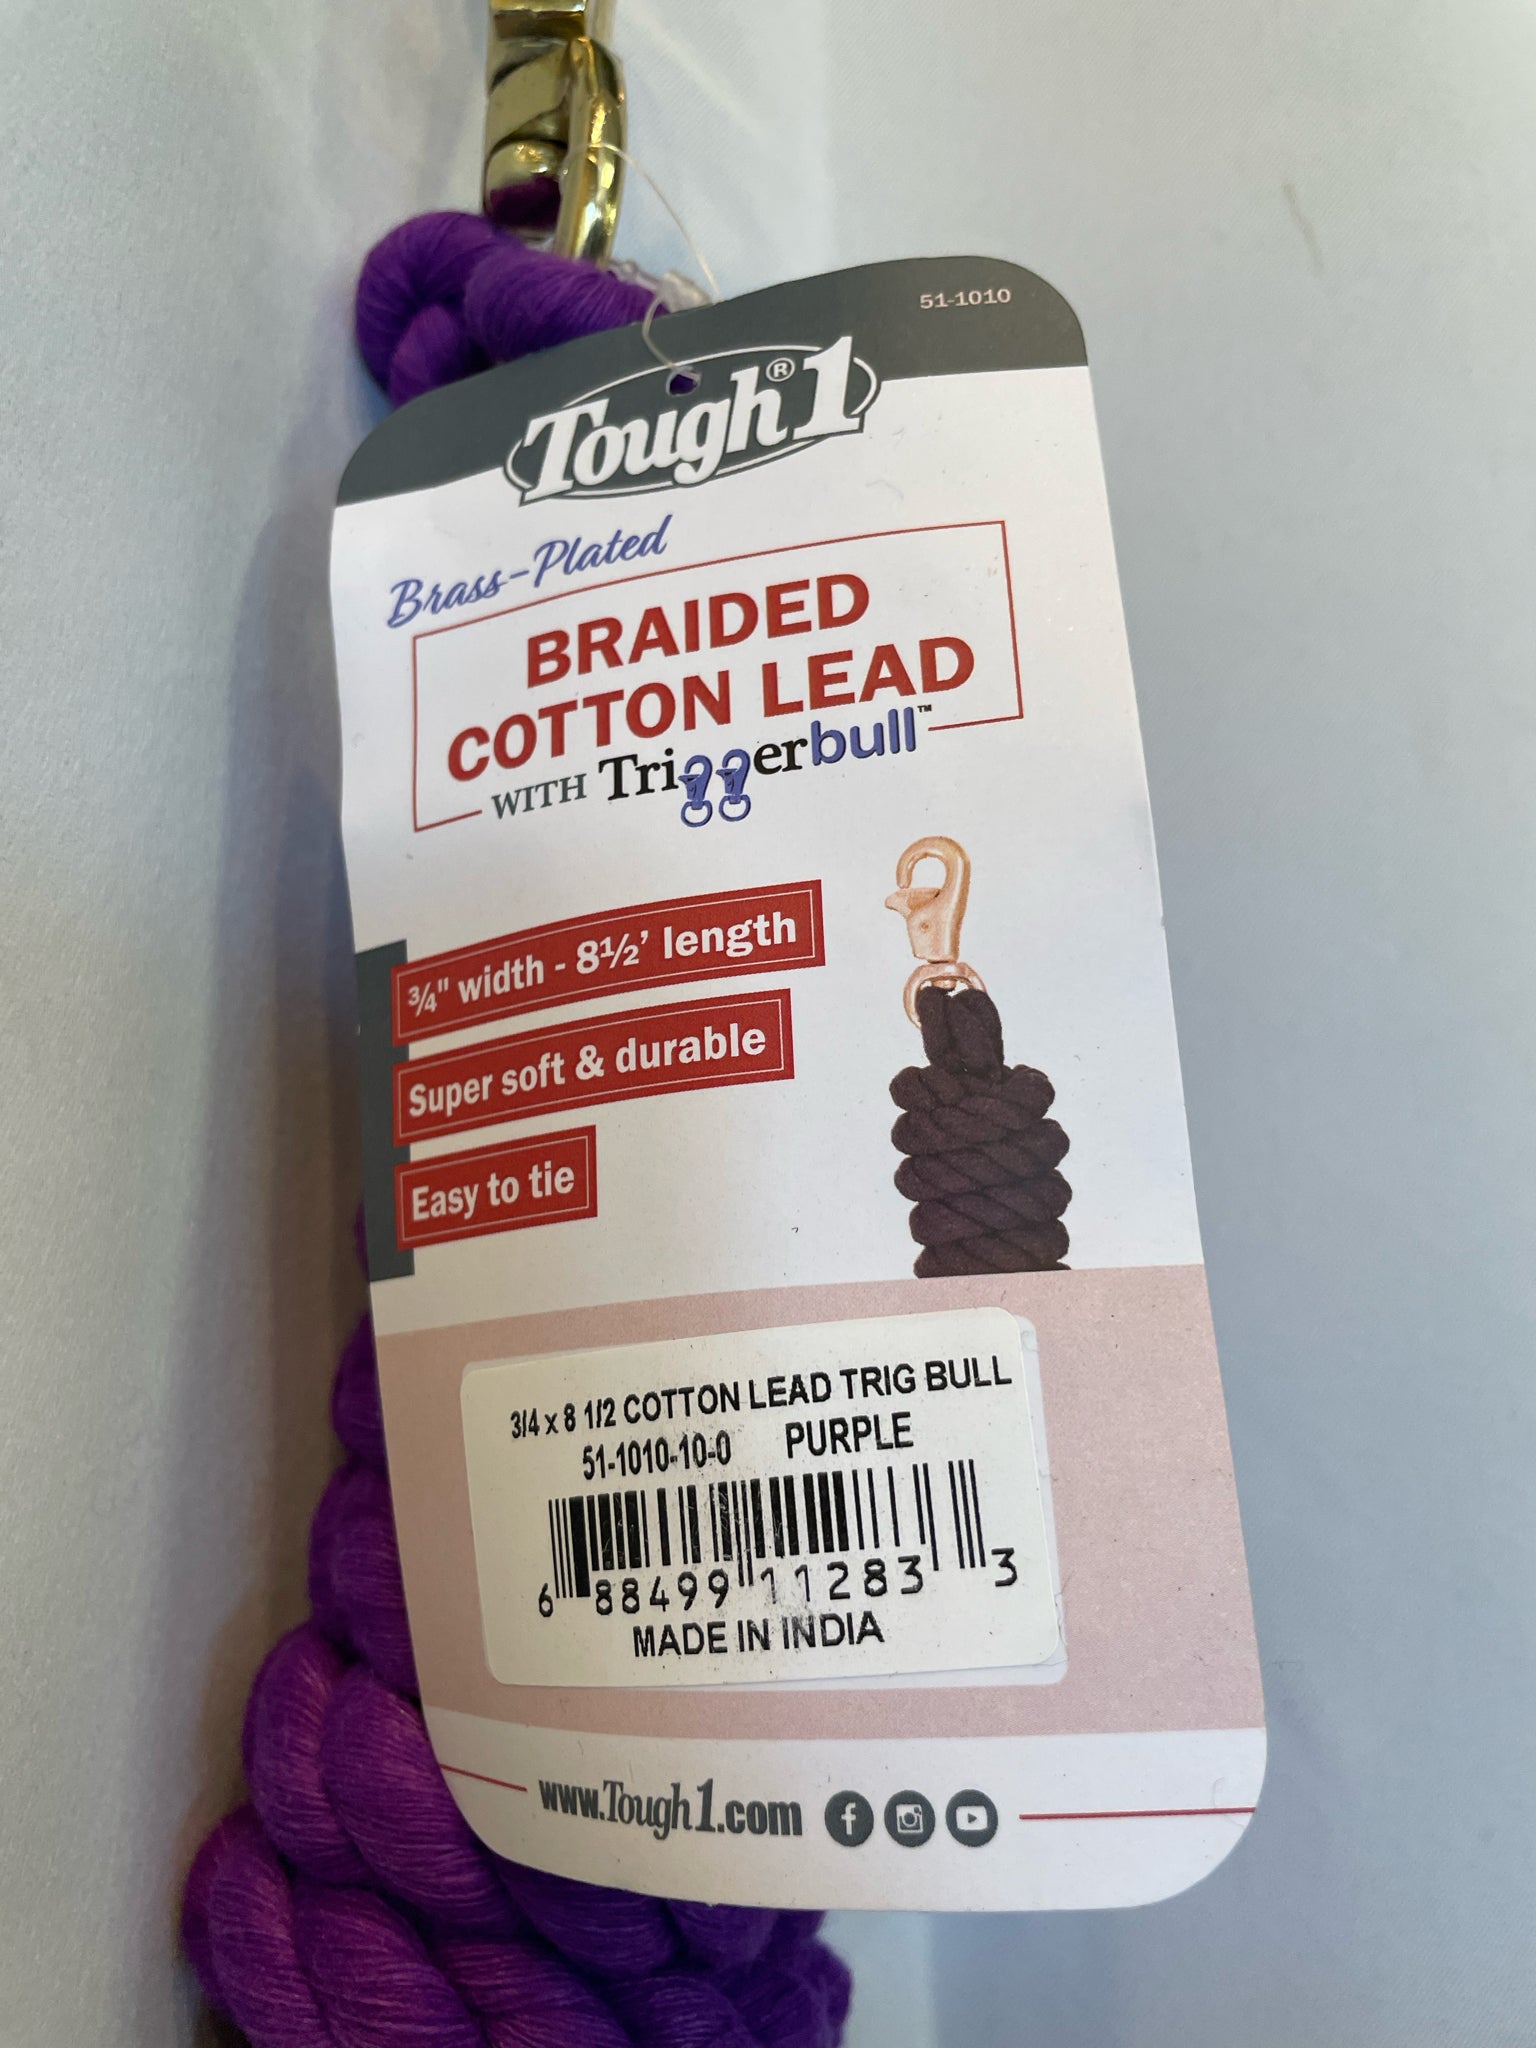 51-1010
Tough® 1
Brass-Plated
BRAIDED
COTTON LEAD
WITH Triggerbull™
¾" width - 8½' length
Super soft & durable
Easy to tie
3/4 x 8 1/2 COTTON LEAD TRIG BULL
51-1010-10-0 PURPLE
6 88499 11283 3
MADE IN INDIA
www.Tough1.com